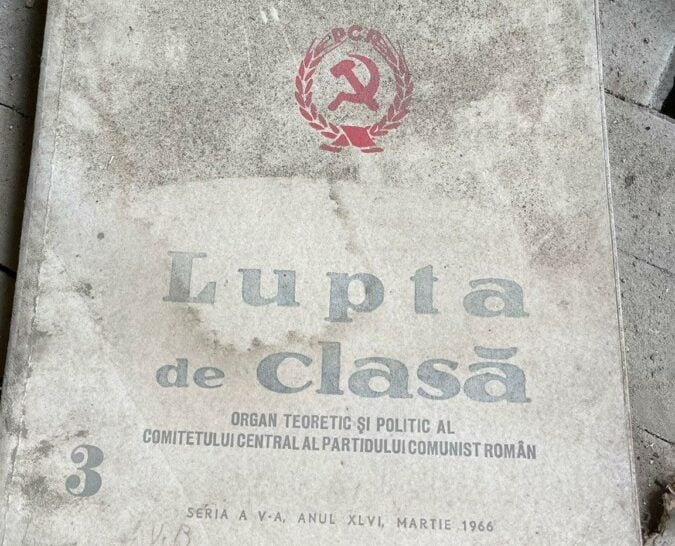 PCR
Lupta
de clasă
ORGAN TEORETIC ȘI POLITIC AL
COMITETULUI CENTRAL AL PARTIDULUI COMUNIST ROMÂN
3
SERIA A V-A, ANUL XLVI, MARTIE 1966
V.B